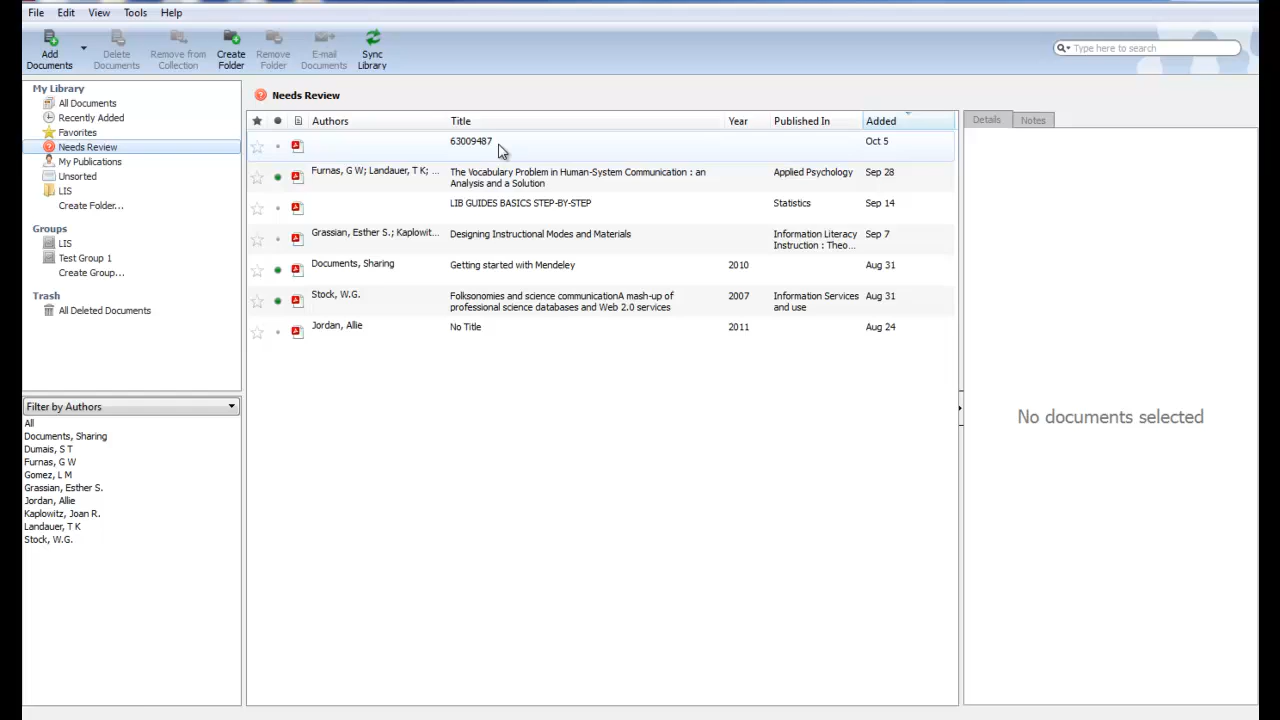 File Edit View Tools Help
Add Documents
Delete Documents
Remove from Collection
Create Folder
Remove Folder
E-mail Documents
Sync Library
Type here to search
My Library
All Documents
Recently Added
Favorites
Needs Review
My Publications
Unsorted
LIS
Create Folder...
Groups
LIS
Test Group 1
Create Group...
Trash
All Deleted Documents
Filter by Authors
All
Documents, Sharing
Dumais, S T
Furnas, G W
Gomez, L M
Grassian, Esther S.
Jordan, Allie
Kaplowitz, Joan R.
Landauer, T K
Stock, W.G.
Needs Review
Authors Title Year Published In Added
63009487 Oct 5
Furnas, G W; Landauer, T K; ... The Vocabulary Problem in Human-System Communication : an Applied Psychology Sep 28
Analysis and a Solution
LIB GUIDES BASICS STEP-BY-STEP Statistics Sep 14
Grassian, Esther S.; Kaplowit... Designing Instructional Modes and Materials Information Literacy Sep 7
Instruction : Theo...
Documents, Sharing Getting started with Mendeley 2010 Aug 31
Stock, W.G. Folksonomies and science communicationA mash-up of 2007 Information Services Aug 31
professional science databases and Web 2.0 services and use
Jordan, Allie No Title 2011 Aug 24
Details Notes
No documents selected